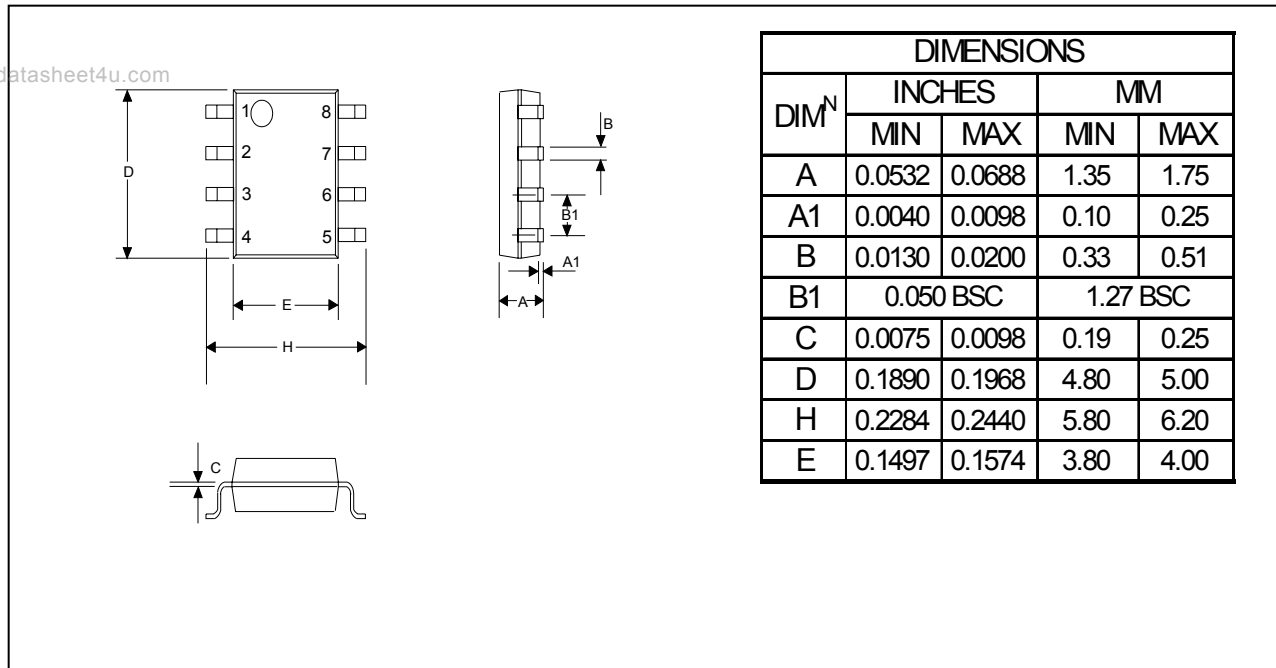 datasheet4u.com
1 8
2 7
3 6
4 5
D
E
H
B
B1
A1
A
C
DIMENSIONS
DIMN INCHES MM
MIN MAX MIN MAX
A 0.0532 0.0688 1.35 1.75
A1 0.0040 0.0098 0.10 0.25
B 0.0130 0.0200 0.33 0.51
B1 0.050 BSC 1.27 BSC
C 0.0075 0.0098 0.19 0.25
D 0.1890 0.1968 4.80 5.00
H 0.2284 0.2440 5.80 6.20
E 0.1497 0.1574 3.80 4.00